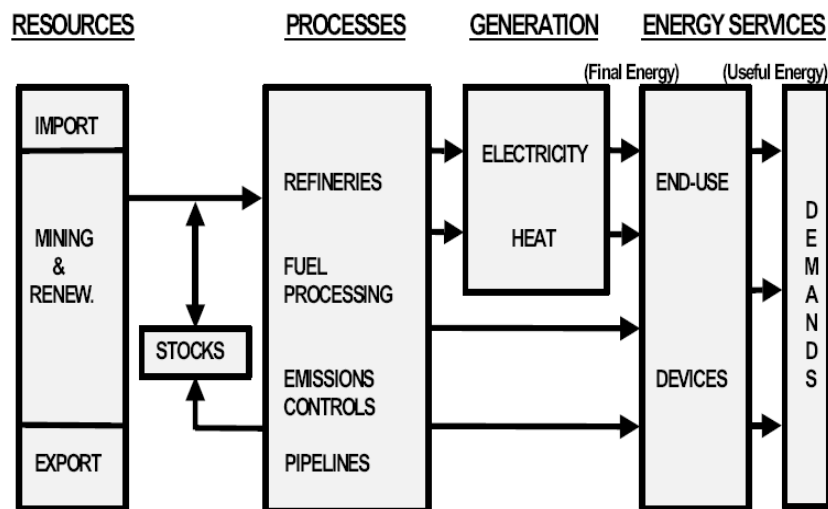 RESOURCES
PROCESSES
GENERATION
ENERGY SERVICES
(Final Energy)
(Useful Energy)
IMPORT
MINING
&
RENEW.
EXPORT
STOCKS
REFINERIES
FUEL
PROCESSING
EMISSIONS
CONTROLS
PIPELINES
ELECTRICITY
HEAT
END-USE
DEVICES
DEMANDS